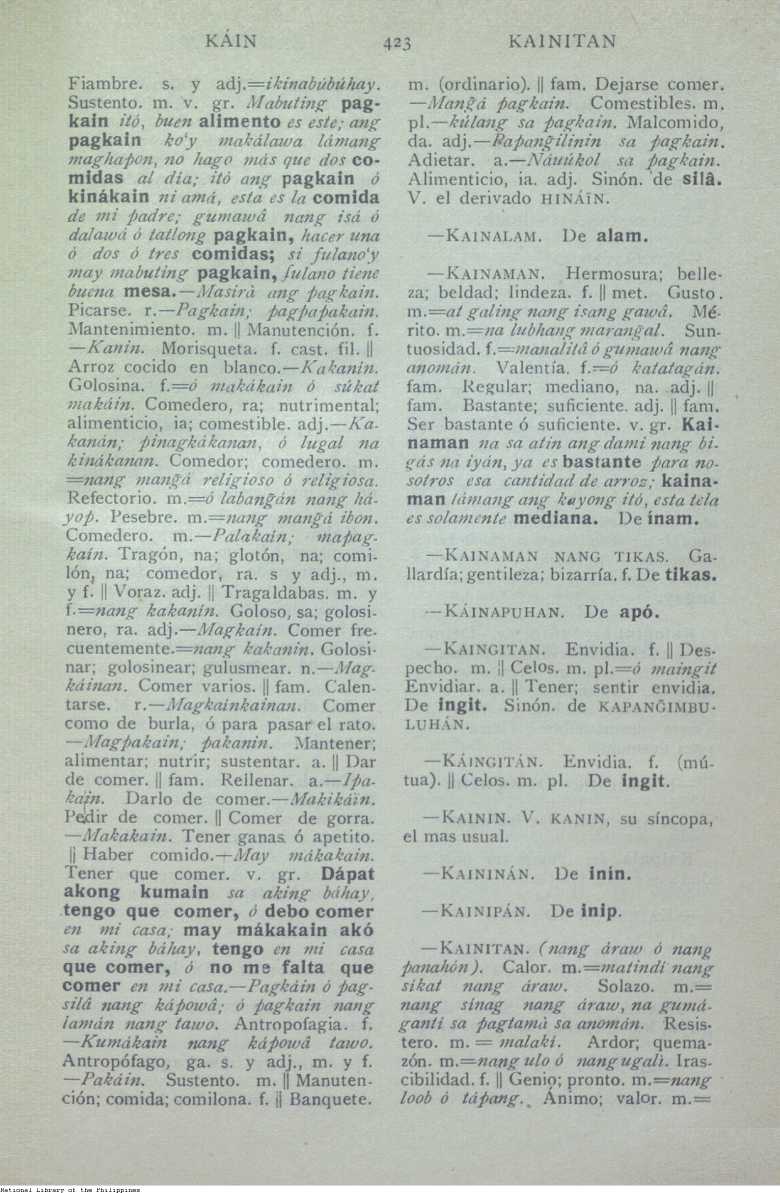 KÁIN
423
KAINITAN
Fiambre. s. y adj.=ikinabúbúhay.
Sustento. m. v. gr. Mabuting pag-
kain itó, buen alimento es este; ang
pagkain ko'y makálawa lámang
maghapon, no hago más que dos co-
midas al dia; itó ang pagkain ó
kinákain ni amá, esta es la comida
de mi padre; gumawâ nang isá ó
dalawá ó tatlong pagkain, hacer una
ó dos ó tres comidas; si fulano'y
may mabuting pagkain, fulano tiene
buena mesa.—Masirà ang pagkain.
Picarse. r.—Pagkain; pagpapakain.
Mantenimiento. m. || Manutención. f.
—Kanin. Morisqueta. f. cast. fil. ||
Arroz cocido en blanco.—Kakanin.
Golosina. f.=ó makákain ó súkat
makáin. Comedero, ra; nutrimental;
alimenticio, ia; comestible. adj.—Ka-
kanán; pinagkákanan, ó lugal na
kinákanan. Comedor; comedero. m.
=nang mang̃á religioso ó religiosa.
Refectorio. m.=ó labang̃án nang há-
yop. Pesebre. m.=nang mang̃á ibon.
Comedero. m.—Palakain; mapag-
kain. Tragón, na; glotón, na; comi-
lón, na; comedor, ra. s y adj., m.
y f. || Voraz. adj. || Tragaldabas. m. y
f.=nang kakanin. Goloso, sa; golosi-
nero, ra. adj.—Magkain. Comer fre-
cuentemente.=nang kakanin. Golosi-
nar; golosinear; gulusmear. n.—Mag-
káinan. Comer varios. || fam. Calen-
tarse. r.—Magkainkainan. Comer
como de burla, ó para pasar el rato.
—Magpakain; pakanin. Mantener;
alimentar; nutrir; sustentar. a. || Dar
de comer. || fam. Rellenar. a.—Ipa-
kain. Darlo de comer.—Makikáin.
Pedir de comer. || Comer de gorra.
—Makakain. Tener ganas ó apetito.
|| Haber comido.—May mákakain.
Tener que comer. v. gr. Dápat
akong kumain sa aking báhay,
tengo que comer, ó debo comer
en mi casa; may mákakain akó
sa aking báhay, tengo en mi casa
que comer, ó no me falta que
comer en mi casa.—Pagkáin ó pag-
silâ nang kápowâ; ó pagkain nang
lamán nang tawo. Antropofagia. f.
—Kumákain nang kápowâ tawo.
Antropófago, ga. s. y adj., m. y f.
—Pakáin. Sustento. m. || Manuten-
ción; comida; comilona. f. || Banquete.
m. (ordinario). || fam. Dejarse comer.
—Mang̃á pagkain. Comestibles. m.
pl.—kúlang sa pagkain. Malcomido,
da. adj.—Papang̃ilinin sa pagkain.
Adietar. a.—Náuúkol sa pagkain.
Alimenticio, ia. adj. Sinón. de silâ.
V. el derivado HINÁÏN.
—KAINALAM. De alam.
—KAINAMAN. Hermosura; belle-
za; beldad; lindeza. f. || met. Gusto.
m.=at galing nang isang gawâ. Mé-
rito. m.=na lubhang marang̃al. Sun-
tuosidad. f.=manalitâ ó gumawâ nang
anomán. Valentía. f.=ó katatagán.
fam. Regular; mediano, na. adj. ||
fam. Bastante; suficiente. adj. || fam.
Ser bastante ó suficiente. v. gr. Kai-
naman na sa atin ang dami nang bi-
gás na iyán, ya es bastante para no-
sotros esa cantidad de arroz; kaina-
man lámang ang kayong itó, esta tela
es solamente mediana. De ínam.
—KAINAMAN NANG TIKAS. Ga-
llardía; gentileza; bizarría. f. De tikas.
—KÁINAPUHAN. De apó.
—KAINGITAN. Envidia. f. || Des-
pecho. m. || Celos. m. pl.=ó maingit
Envidiar. a. || Tener; sentir envidia.
De ingit. Sinón. de KAPANG̃IMBU-
LUHÁN.
—KÁINGITÁN. Envidia. f. (mú-
tua). || Celos. m. pl. De ingit.
—KAININ. V. KANIN, su síncopa,
el mas usual.
—KAININÁN. De inin.
—KAINIPÁN. De inip.
—KAINITAN. (nang áraw ó nang
panahón). Calor. m.=matindi nang
sikat nang áraw. Solazo. m.=
nang sinag nang áraw, na gumá-
ganti sa pagtamà sa anomán. Resis-
tero. m. = malaki. Ardor; quema-
zón. m.=nang ulo ó nang ugalì. Iras-
cibilidad. f. || Genio; pronto. m.=nang
loob ó tápang. Ánimo; valor. m.=
National Library of the Philippines